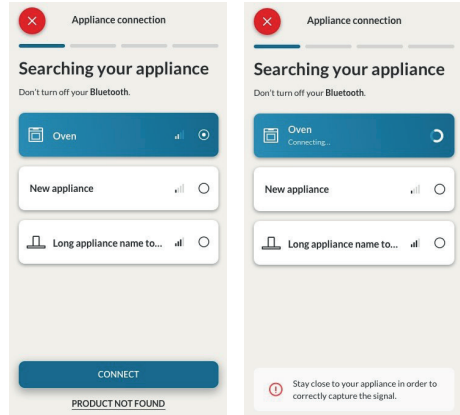 Appliance connection
Searching your appliance
Don't turn off your Bluetooth.
Oven
New appliance
Long appliance name to...
CONNECT
PRODUCT NOT FOUND
Appliance connection
Searching your appliance
Don't turn off your Bluetooth.
Oven
Connecting...
New appliance
Long appliance name to...
Stay close to your appliance in order to
correctly capture the signal.